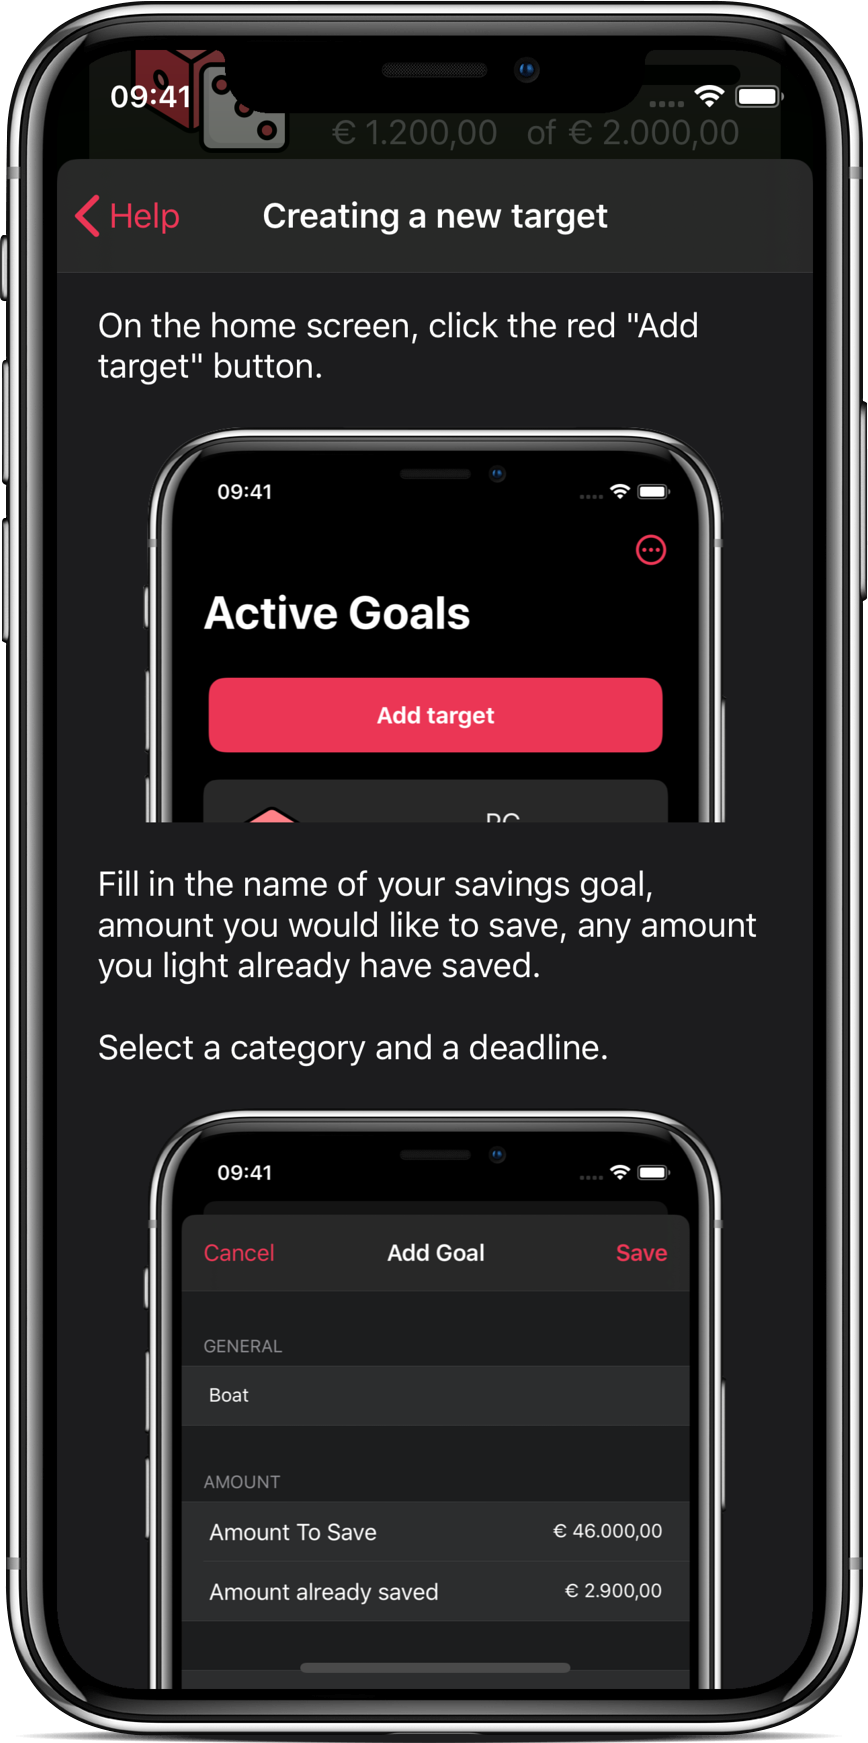 09:41
€ 1.200,00 of € 2.000,00
Help
Creating a new target
On the home screen, click the red "Add
target" button.
09:41
Active Goals
Add target
Fill in the name of your savings goal,
amount you would like to save, any amount
you light already have saved.
Select a category and a deadline.
09:41
Cancel
Add Goal
Save
GENERAL
Boat
AMOUNT
Amount To Save
€ 46.000,00
Amount already saved
€ 2.900,00